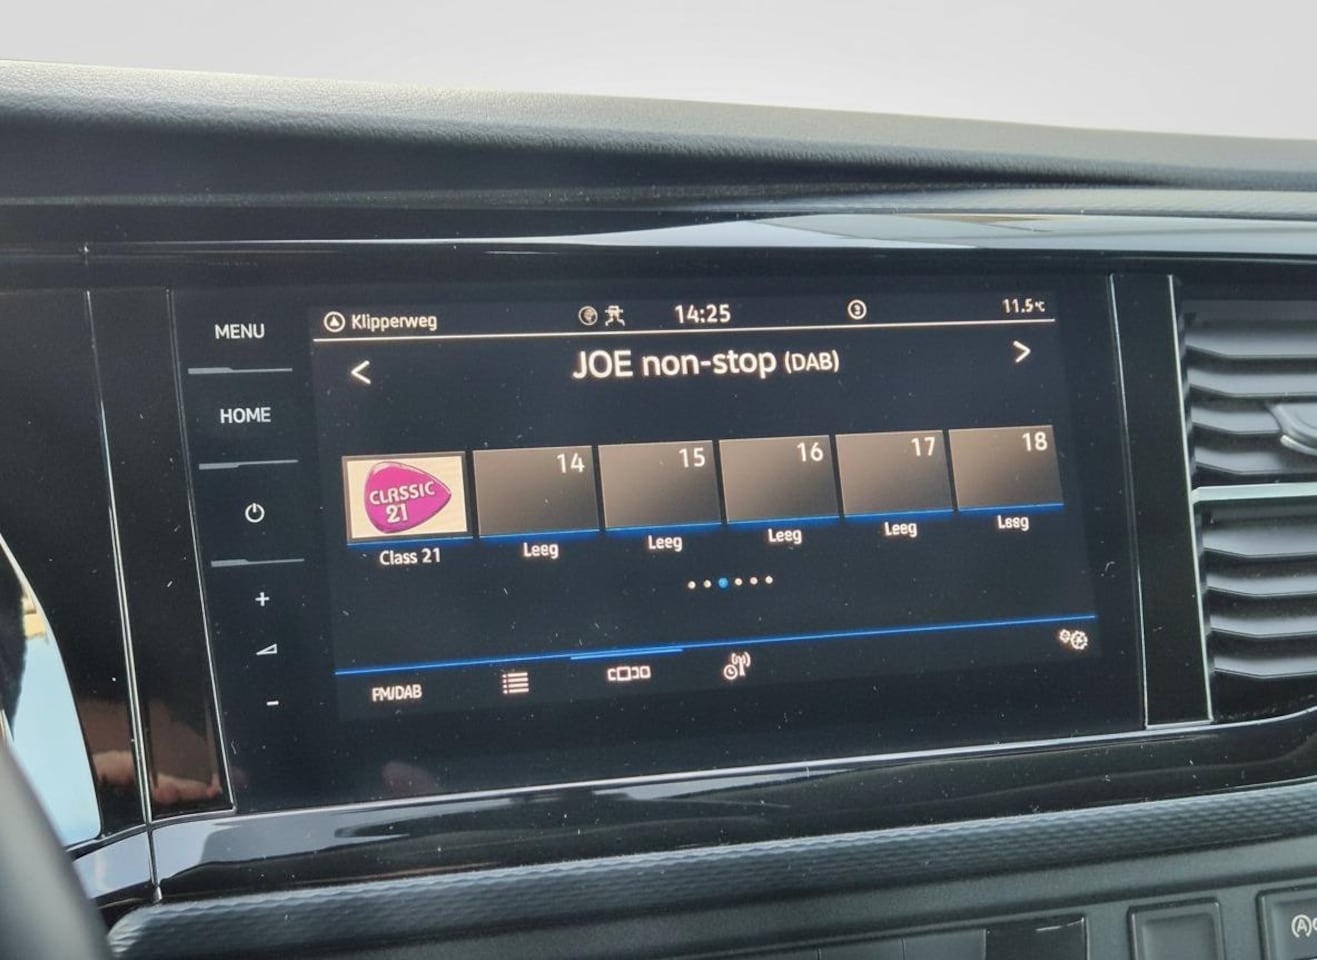 MENU
HOME
+
-
Klipperweg
14:25
3
11.5°C
< JOE non-stop (DAB) >
CLASSIC
21
14
15
16
17
18
Class 21
Leeg
Leeg
Leeg
Leeg
Leeg
FM/DAB